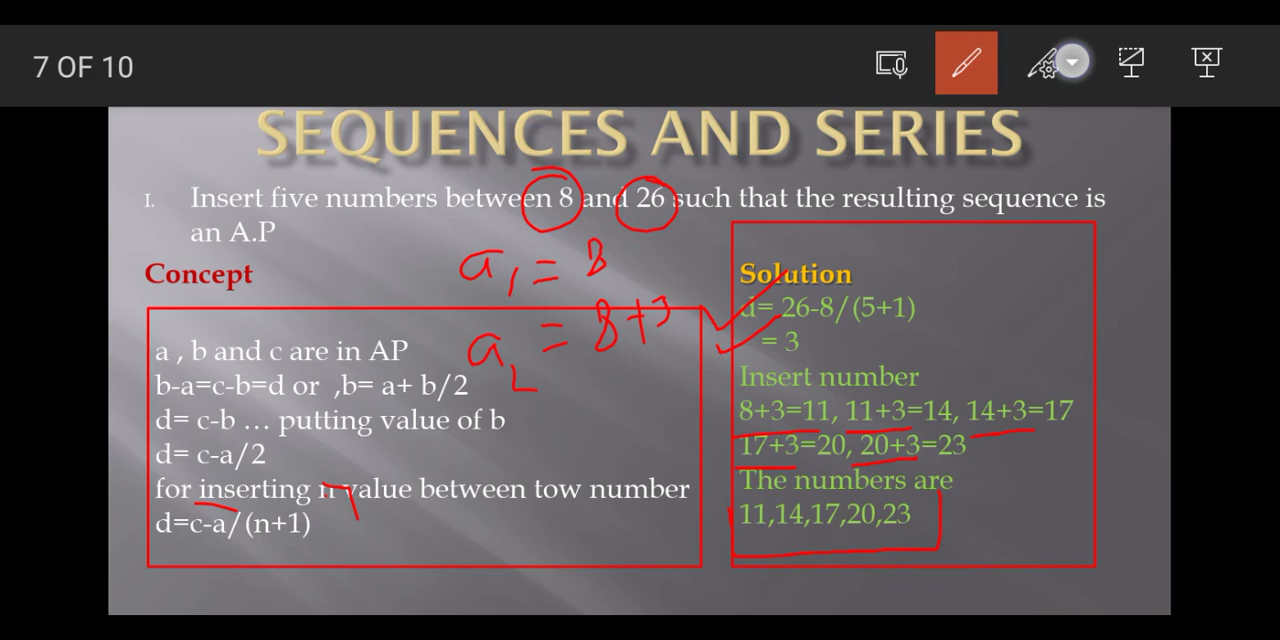 7 OF 10
SEQUENCES AND SERIES
I. Insert five numbers between 8 and 26 such that the resulting sequence is
an A.P
Concept
a , b and c are in AP
b-a=c-b=d or ,b= a+ b/2
d= c-b … putting value of b
d= c-a/2
for inserting n value between tow number
d=c-a/(n+1)
a1 = 8
a2 = 8+3
Solution
d= 26-8/(5+1)
= 3
Insert number
8+3=11, 11+3=14, 14+3=17
17+3=20, 20+3=23
The numbers are
11,14,17,20,23